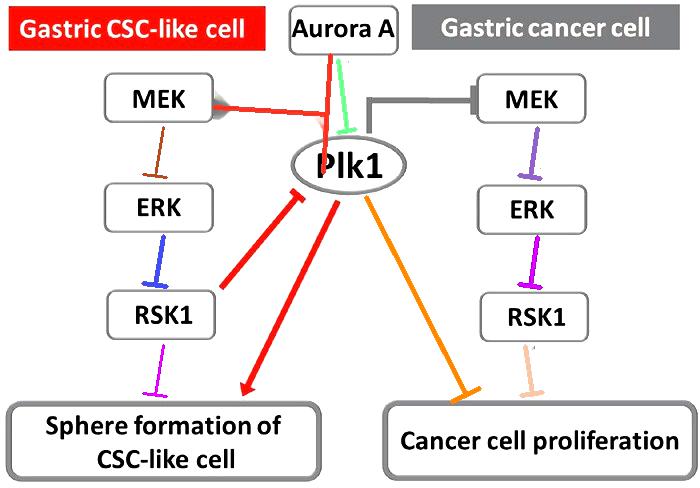 Gastric CSC-like cell
Aurora A
Gastric cancer cell
MEK
MEK
Plk1
ERK
ERK
RSK1
RSK1
Sphere formation of
CSC-like cell
Cancer cell proliferation